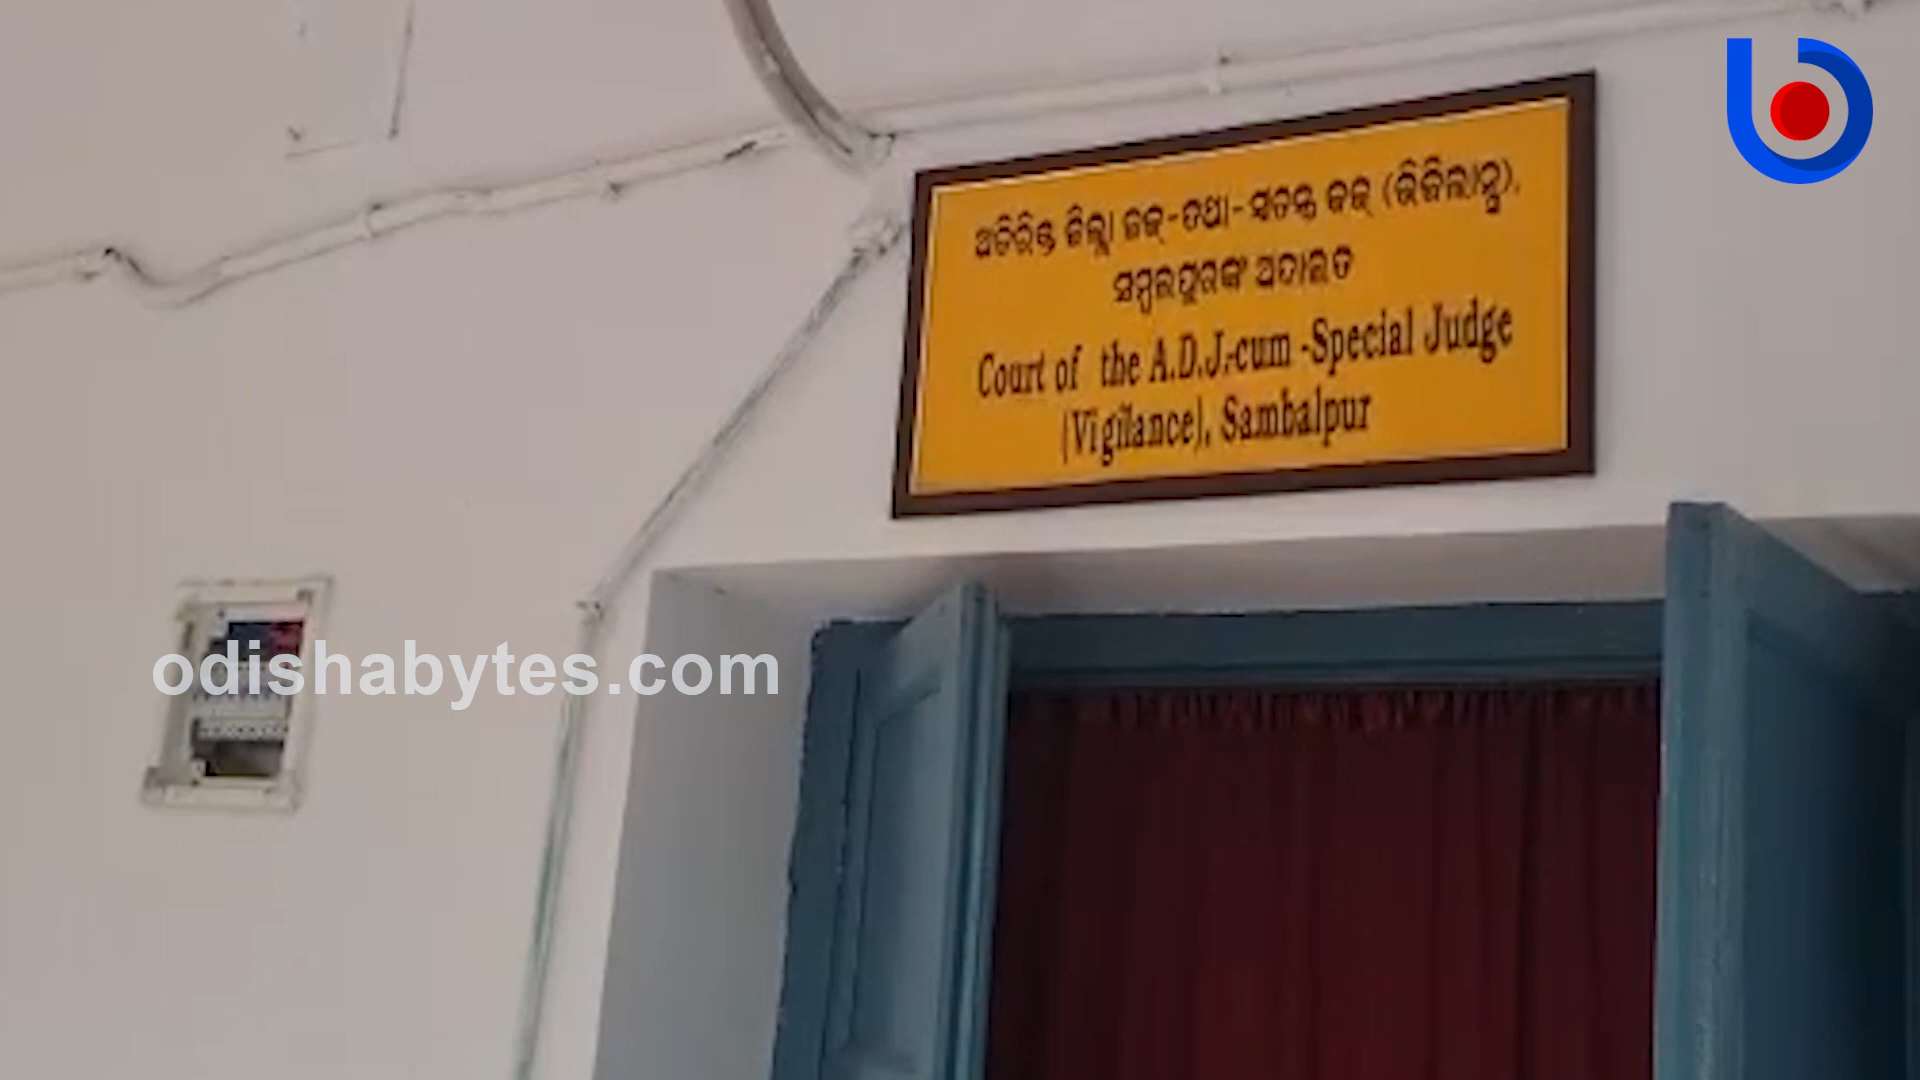 ଅତିରିକ୍ତ ଜିଲ୍ଲା ଜଜ୍-ତଥା-ସ୍ୱତନ୍ତ୍ର ଜଜ୍ (ଭିଜିଲାନ୍ସ),
ସମ୍ବଲପୁରଙ୍କ ଅଦାଲତ
Court of the A.D.J.-cum -Special Judge
(Vigilance), Sambalpur
odishabytes.com